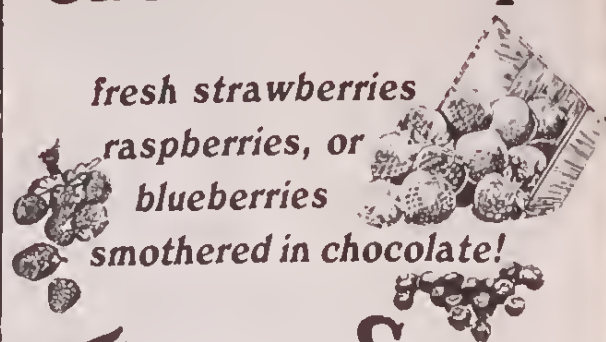 fresh strawberries
raspberries, or
blueberries
smothered in chocolate!